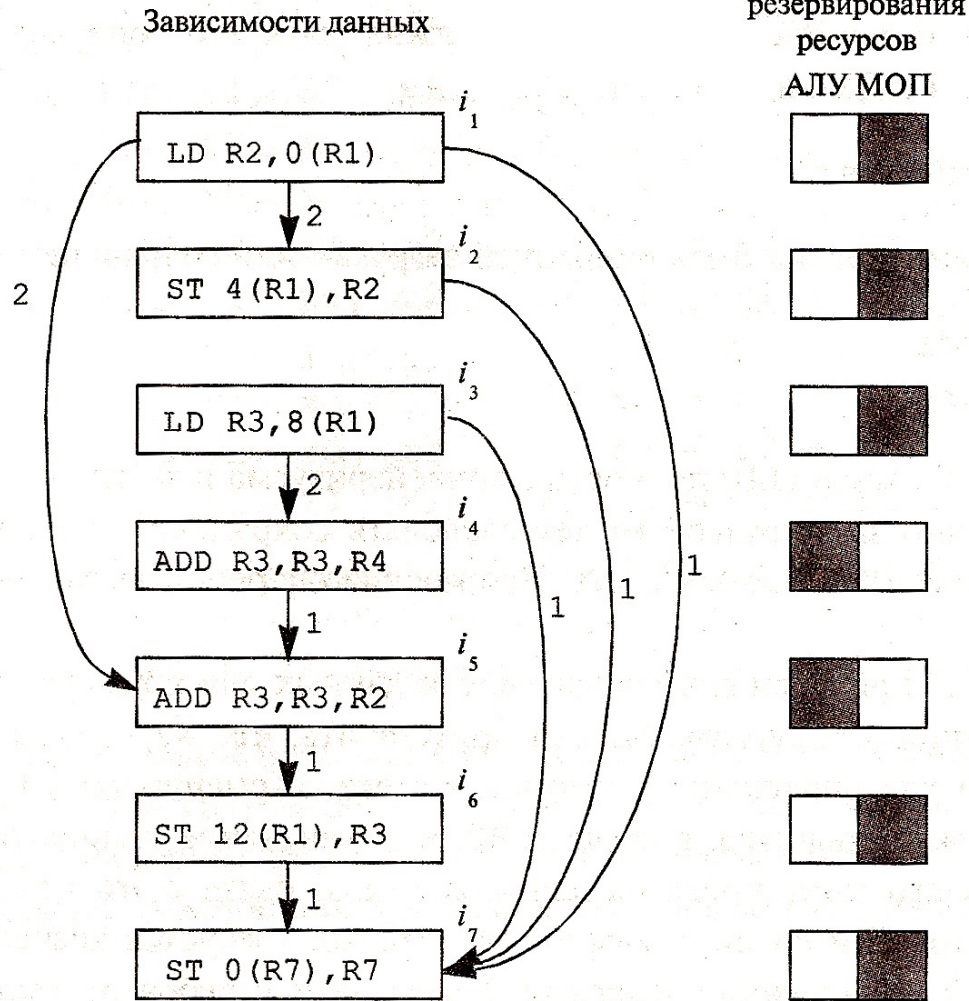 Зависимости данных
резервирования
ресурсов
АЛУ МОП
i1
LD R2,0(R1)
2
i2
ST 4(R1),R2
2
i3
LD R3,8(R1)
2
i4
ADD R3,R3,R4
1
1
1
1
i5
ADD R3,R3,R2
1
i6
ST 12(R1),R3
1
i7
ST 0(R7),R7